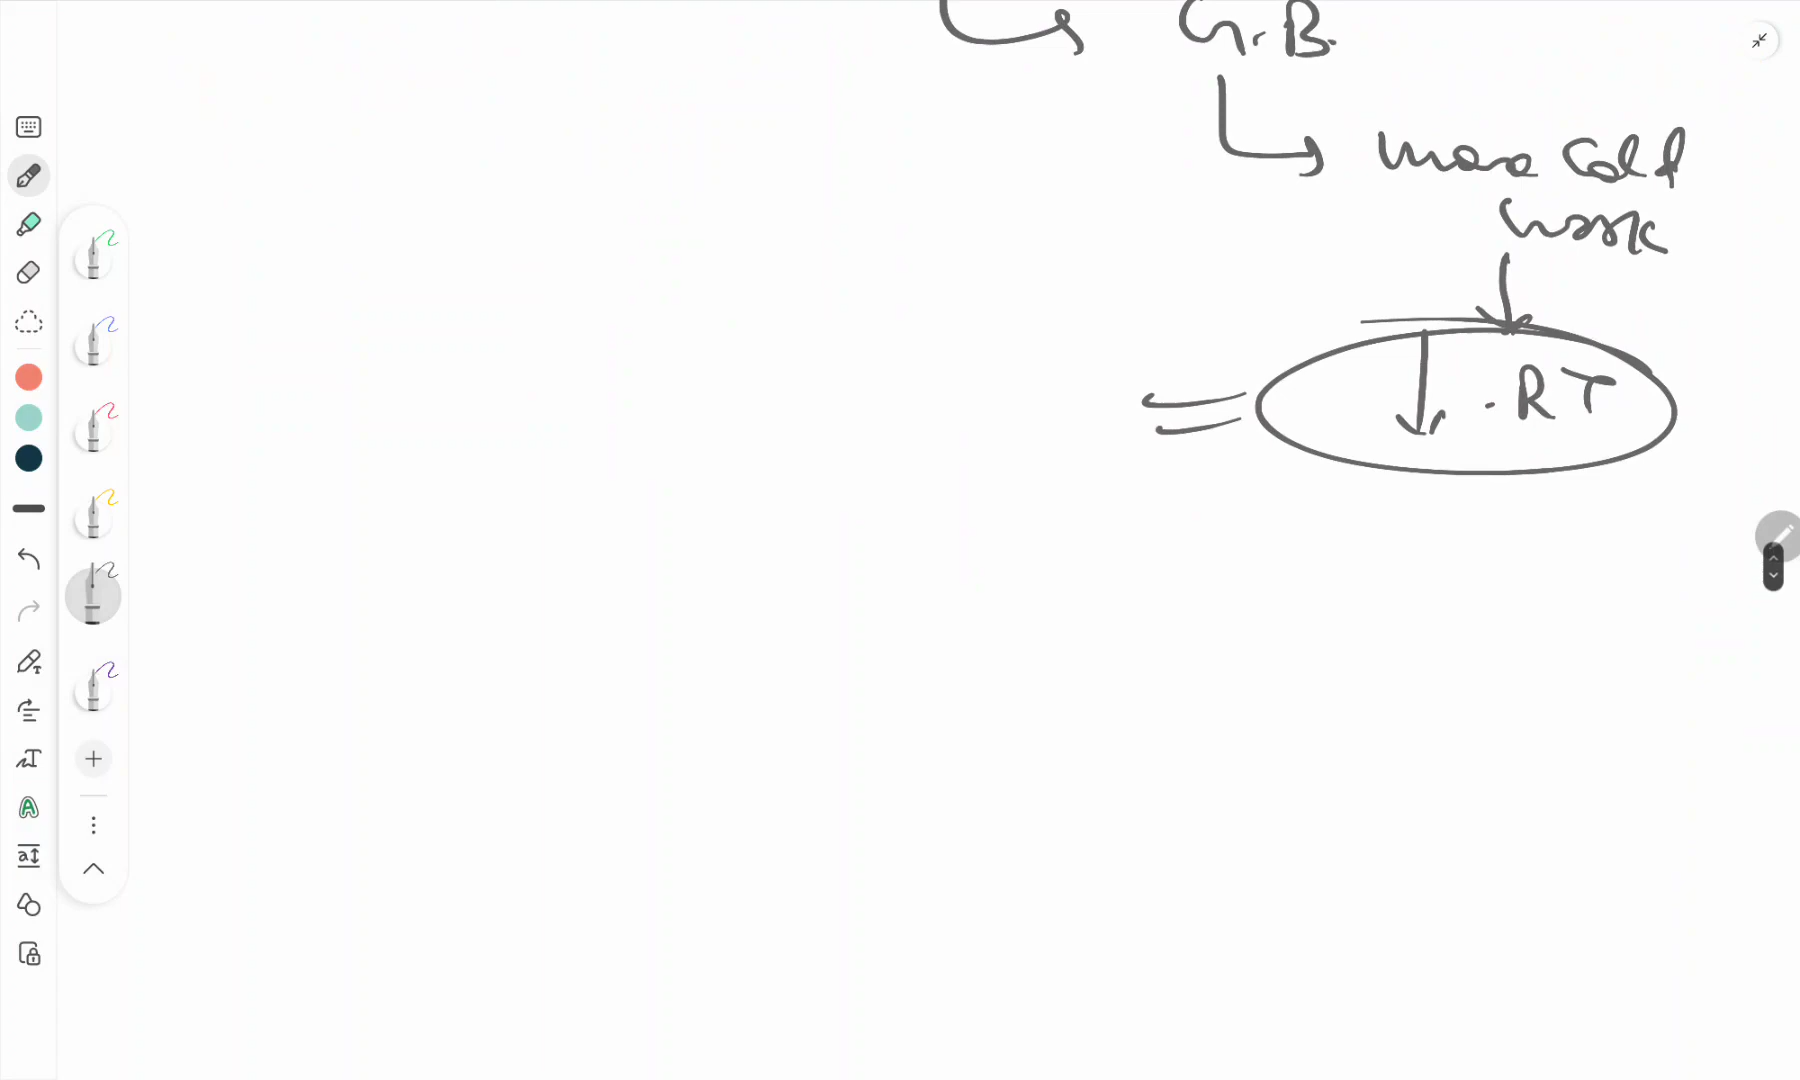 G.B.
more cold
work
↓ . RT